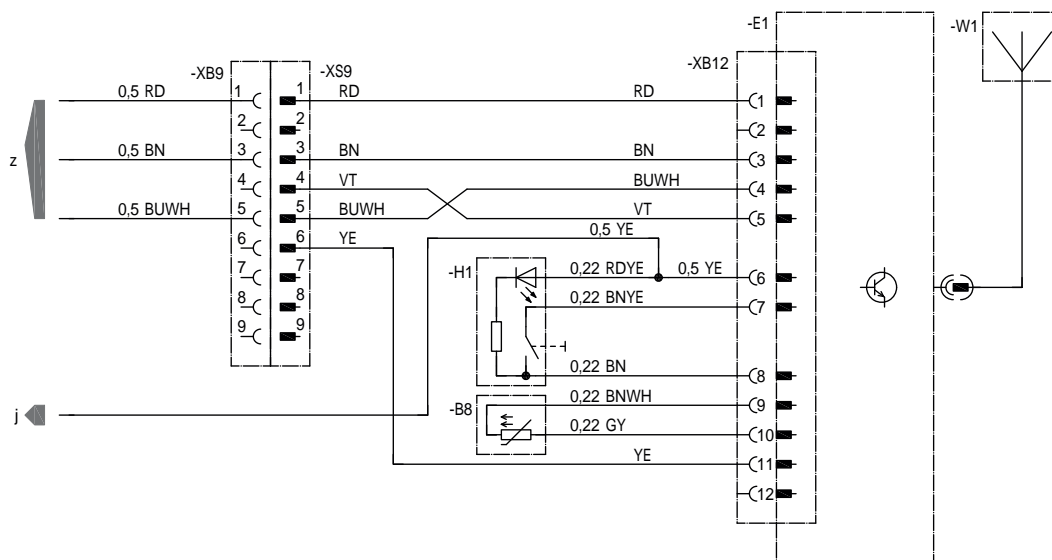 -E1
-W1
-XB12
-XB9
-XS9
0,5 RD
1
1
RD
RD
1
2
2
2
z
0,5 BN
3
3
BN
BN
3
4
4
VT
BUWH
4
0,5 BUWH
5
5
BUWH
VT
5
6
6
YE
0,5 YE
-H1
7
7
0,22 RDYE
0,5 YE
6
8
8
0,22 BNYE
7
9
9
0,22 BN
8
j
-B8
0,22 BNWH
9
0,22 GY
10
YE
11
12